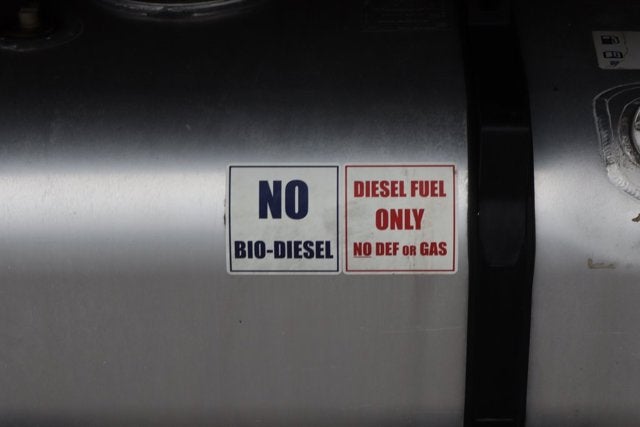 NO
BIO-DIESEL
DIESEL FUEL
ONLY
NO DEF OR GAS